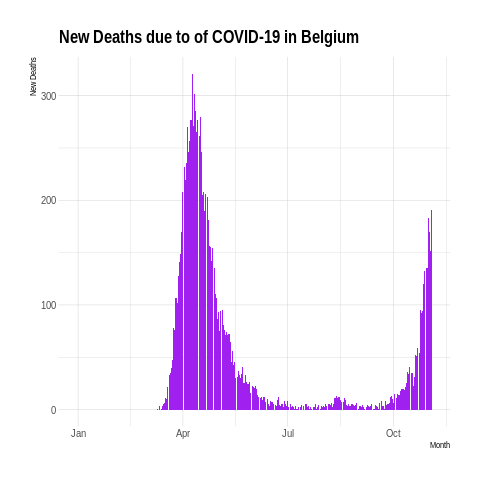 New Deaths due to of COVID-19 in Belgium
New Deaths
300
200
100
0
Jan Apr Jul Oct
Month